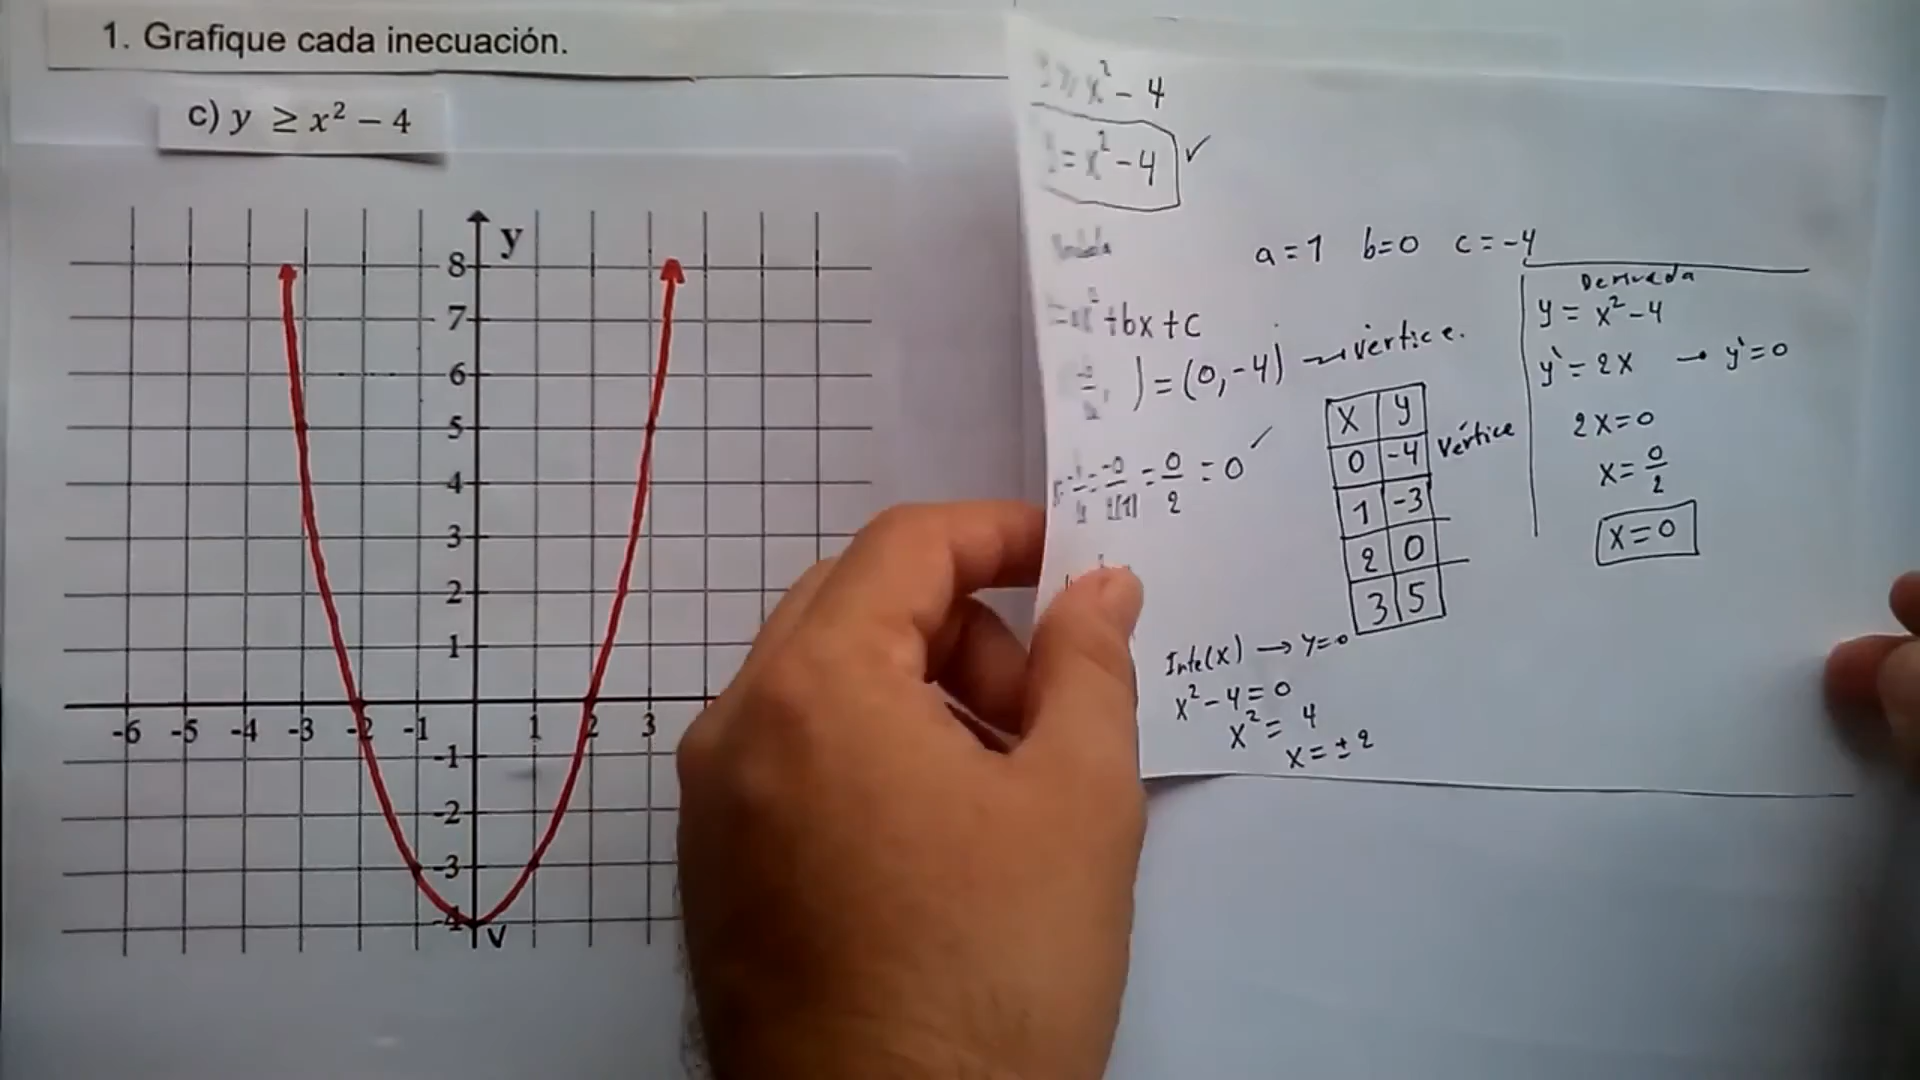 1. Grafique cada inecuación.
c) y ≥ x² − 4
y
8
7
6
5
4
3
2
1
-6 -5 -4 -3 -2 -1 1 2 3
-1
-2
-3
-4
V
x² - 4
= x² - 4 ✓
a = 1 b=0 c = -4
+bx + c
) = (0, -4) → vértice.
= 0/2 = 0 ✓
x y
0 -4 vértice
1 -3
2 0
3 5
Inte(x) → y=0
x² - 4 = 0
x² = 4
x = ± 2
Derivada
y = x² - 4
y' = 2x → y' = 0
2x = 0
x = 0/2
x = 0